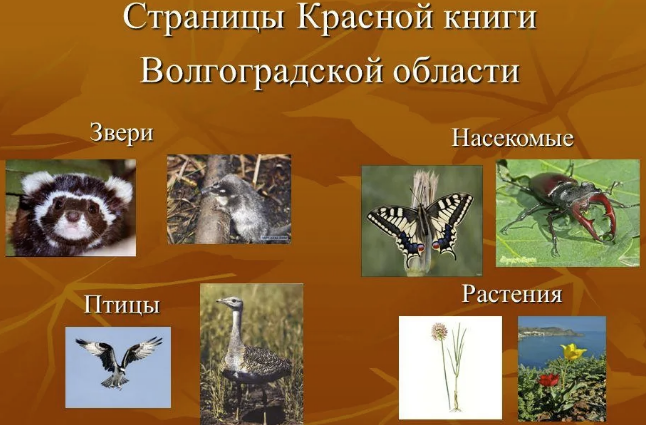 Страницы Красной книги
Волгоградской области
Звери
Насекомые
Птицы
Растения